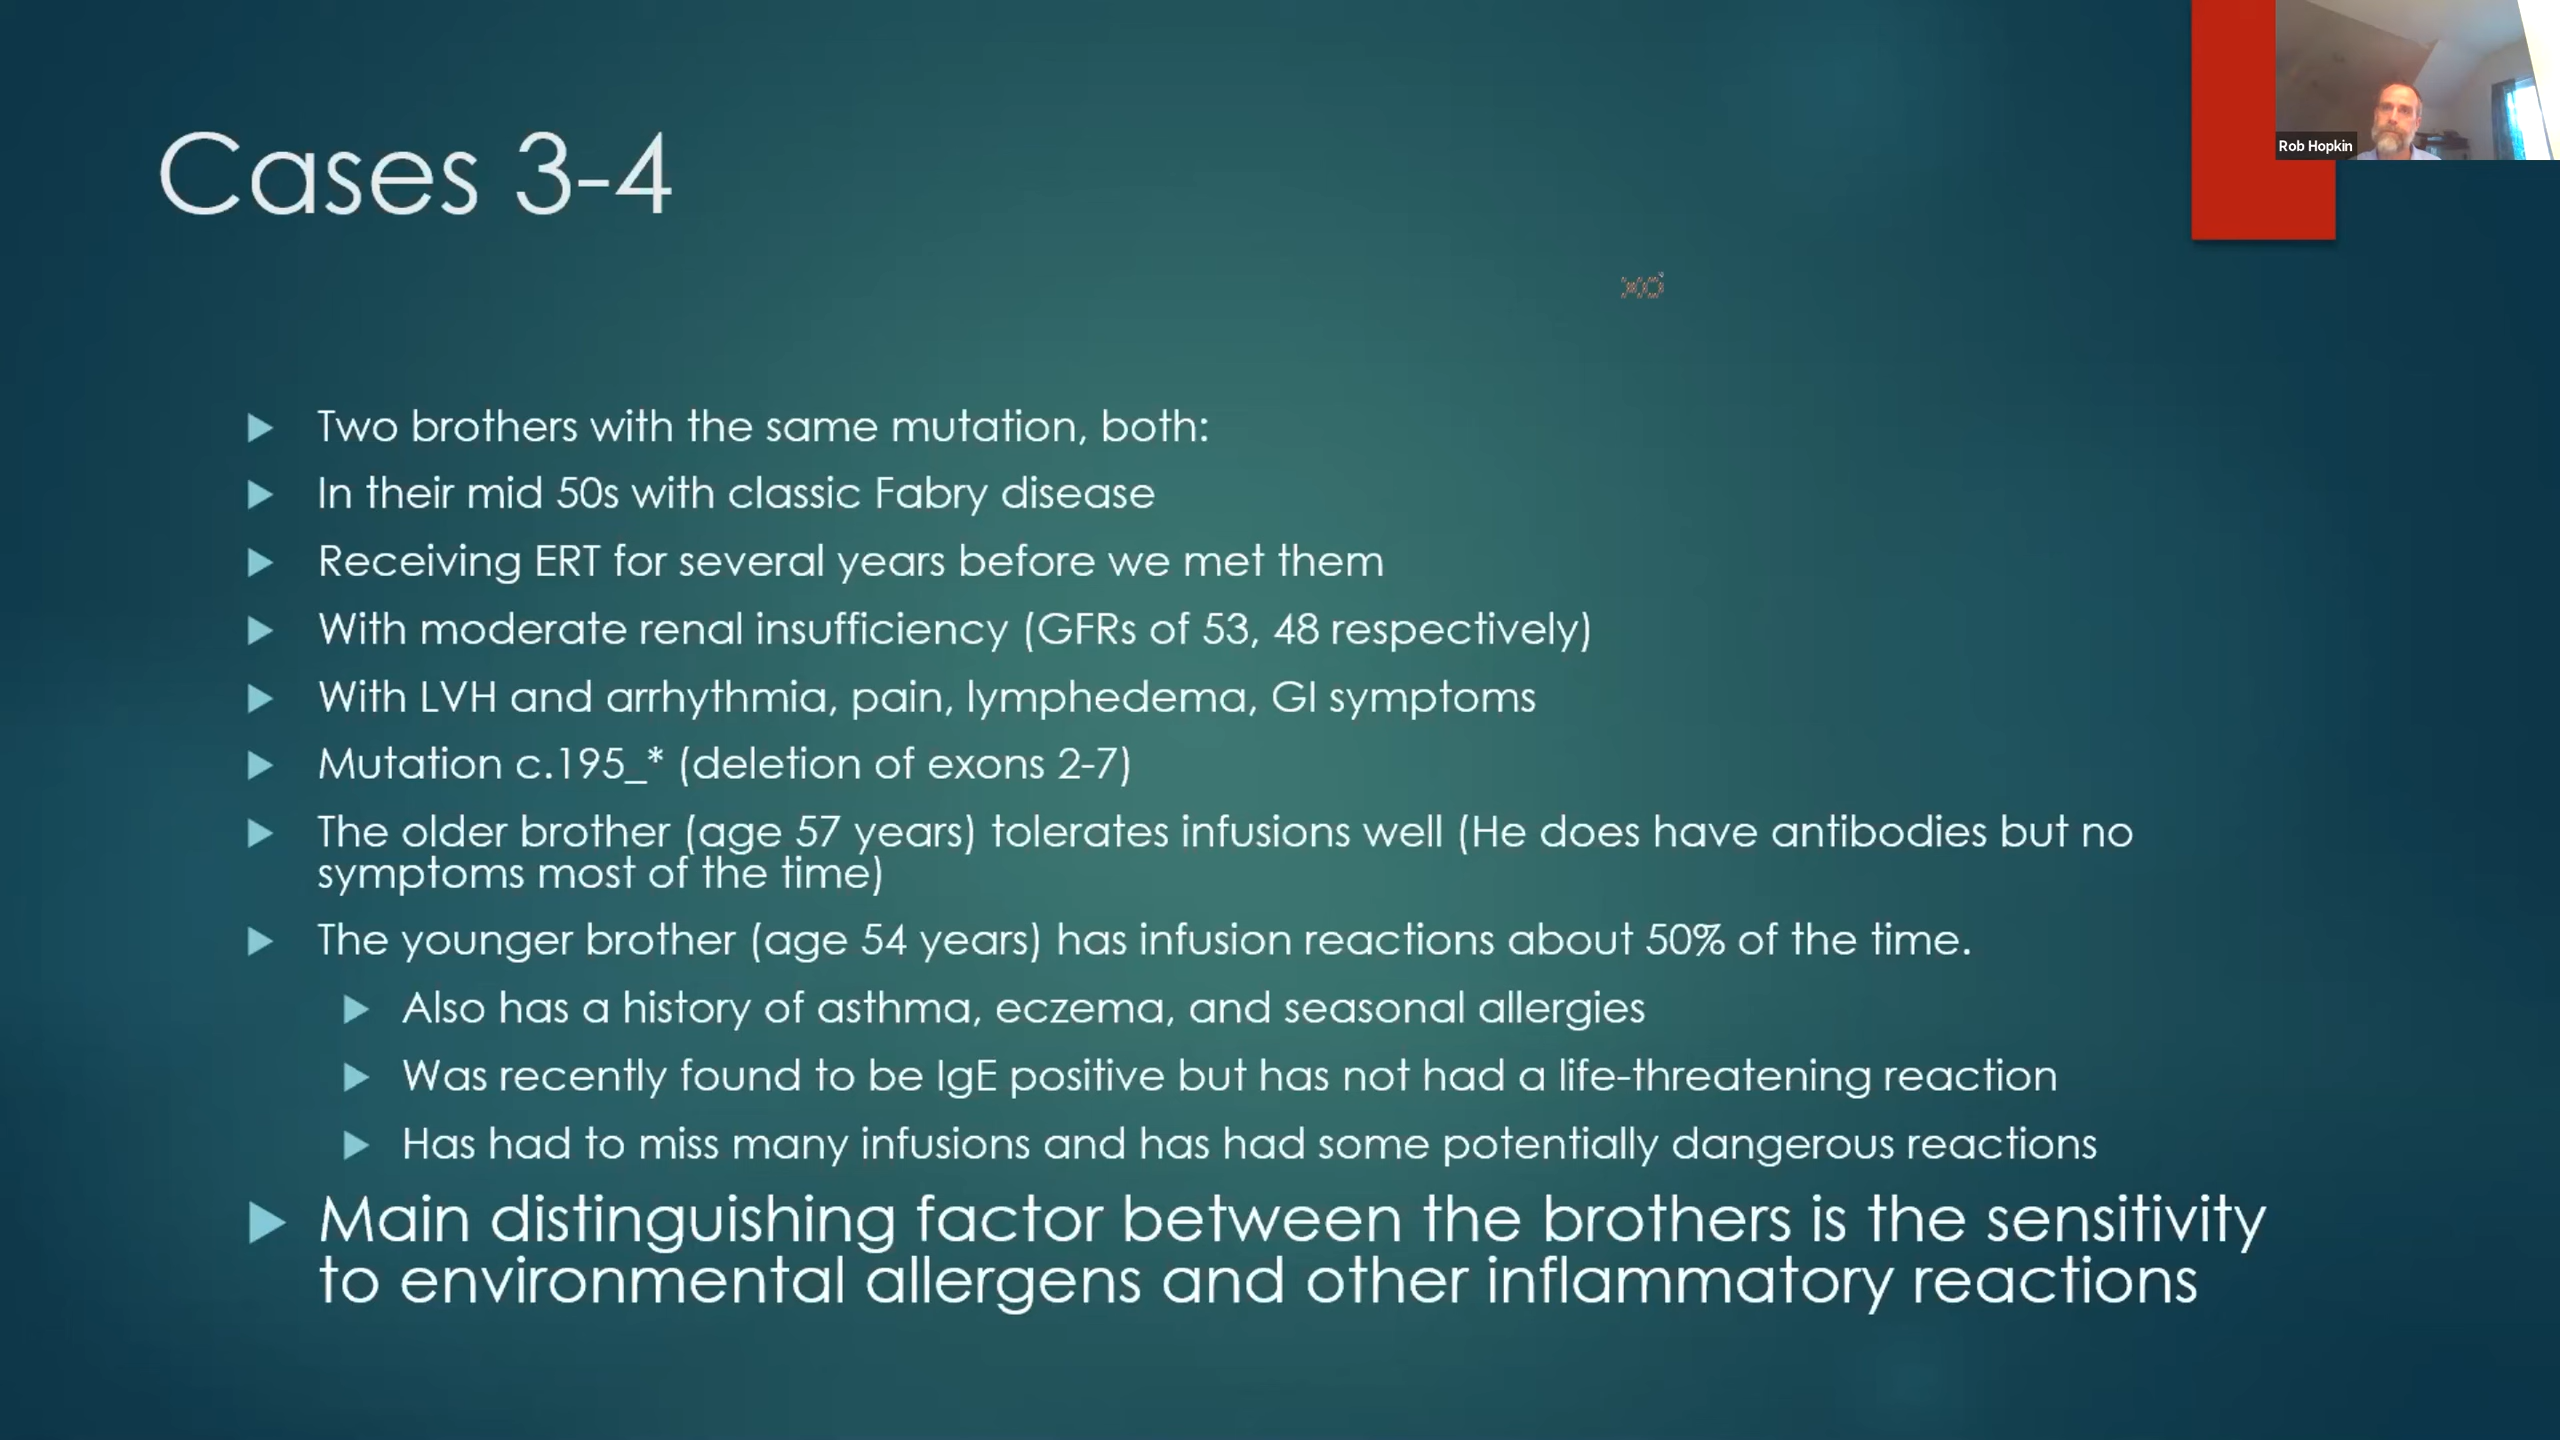 Rob Hopkin
Cases 3-4
Two brothers with the same mutation, both:
In their mid 50s with classic Fabry disease
Receiving ERT for several years before we met them
With moderate renal insufficiency (GFRs of 53, 48 respectively)
With LVH and arrhythmia, pain, lymphedema, GI symptoms
Mutation c.195_* (deletion of exons 2-7)
The older brother (age 57 years) tolerates infusions well (He does have antibodies but no
symptoms most of the time)
The younger brother (age 54 years) has infusion reactions about 50% of the time.
Also has a history of asthma, eczema, and seasonal allergies
Was recently found to be IgE positive but has not had a life-threatening reaction
Has had to miss many infusions and has had some potentially dangerous reactions
Main distinguishing factor between the brothers is the sensitivity
to environmental allergens and other inflammatory reactions